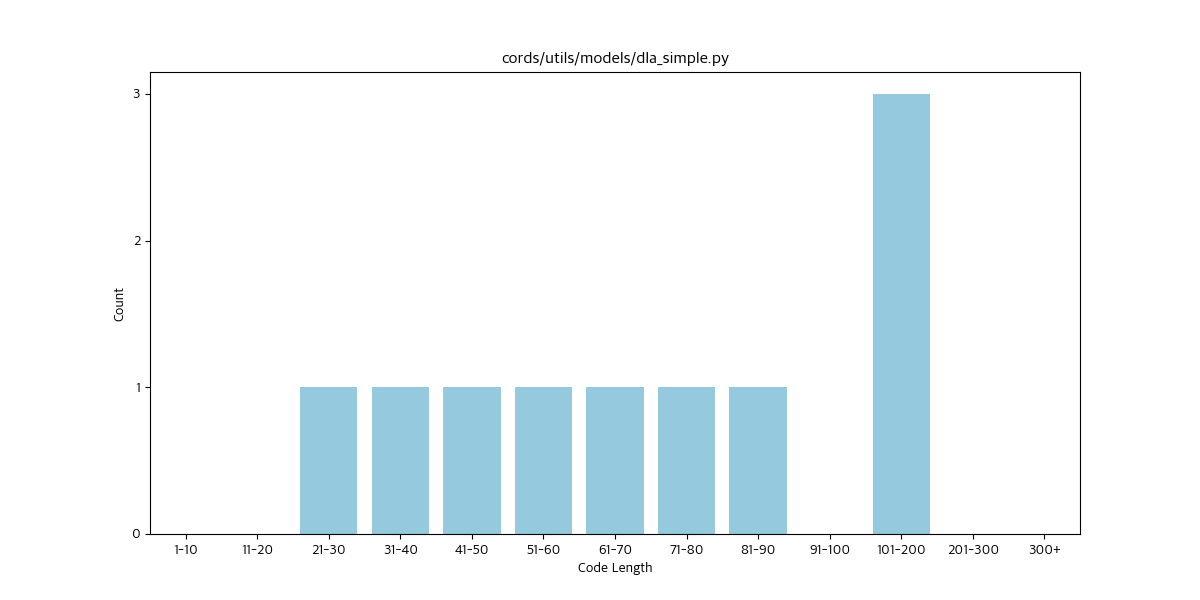 cords/utils/models/dla_simple.py
3
2
1
0
Count
1-10 11-20 21-30 31-40 41-50 51-60 61-70 71-80 81-90 91-100 101-200 201-300 300+
Code Length